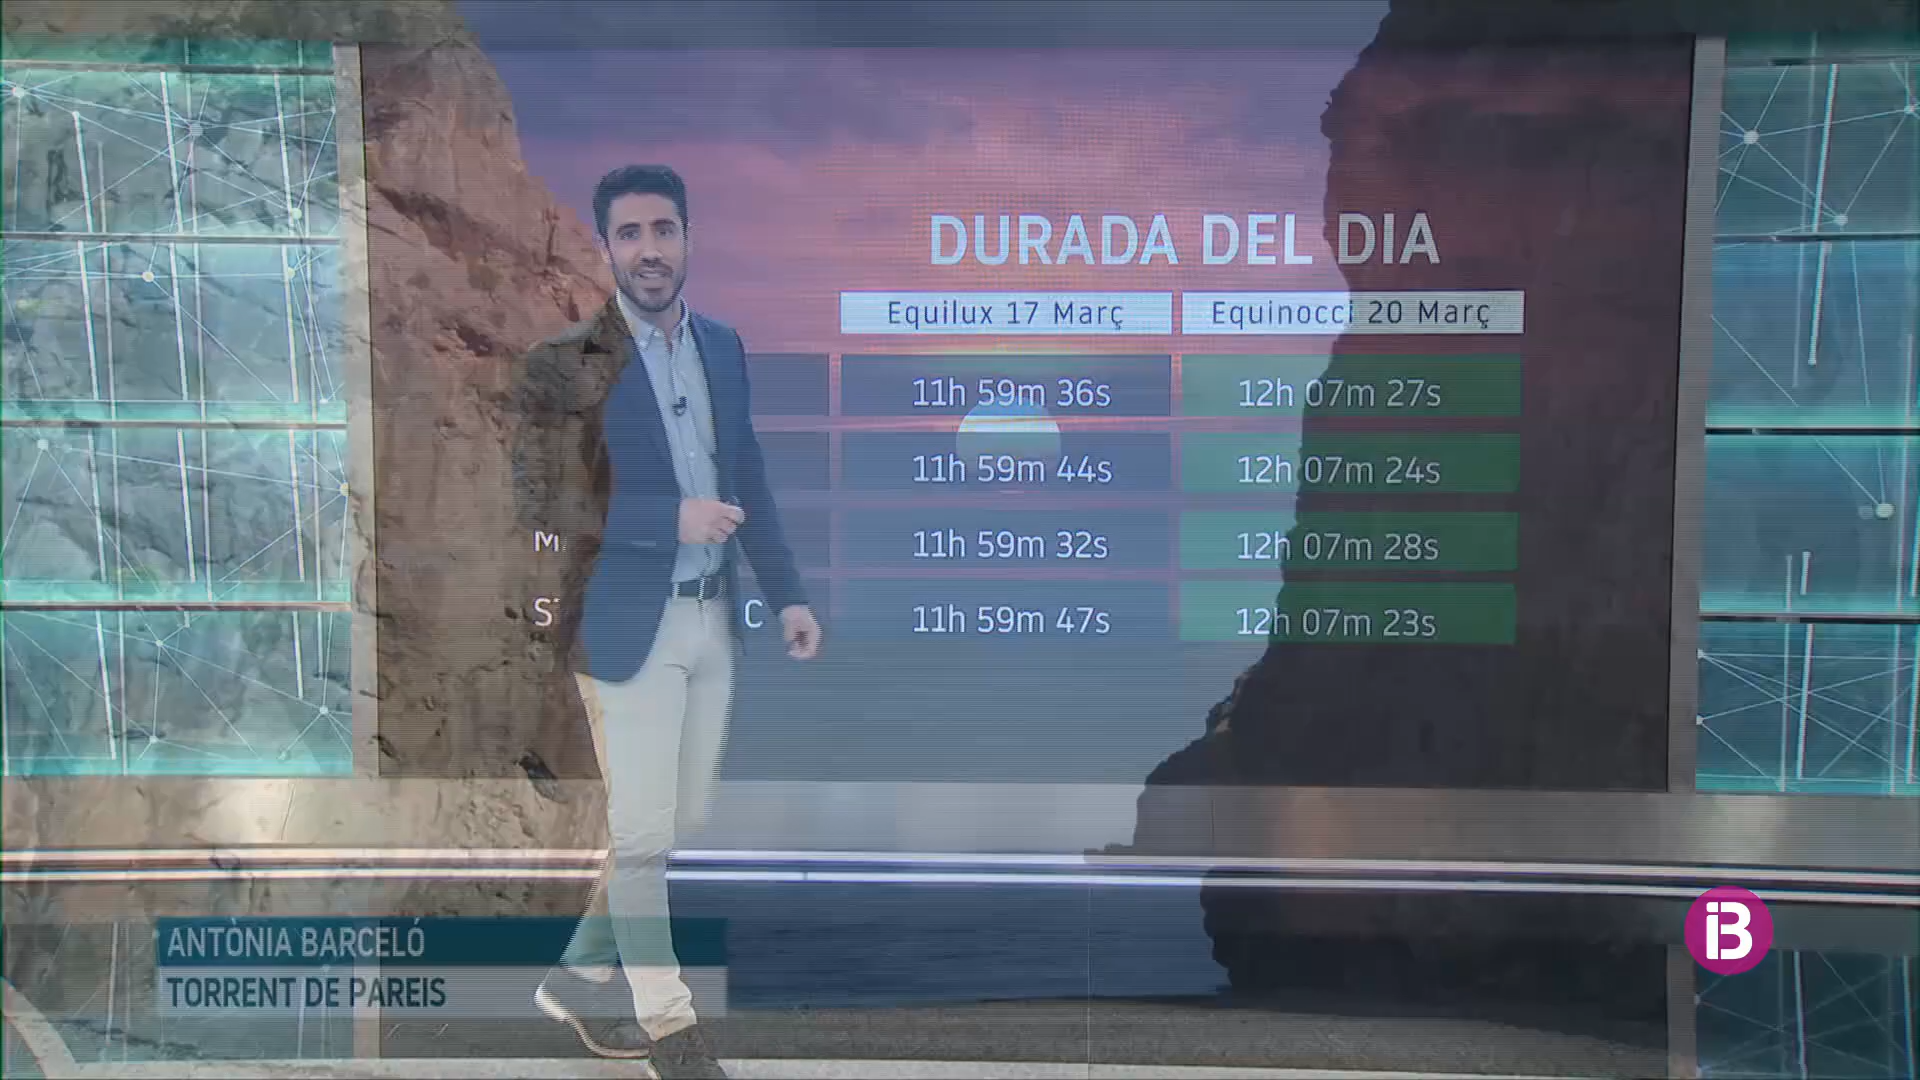 DURADA DEL DIA
Equilux 17 Març Equinocci 20 Març
11h 59m 36s 12h 07m 27s
11h 59m 44s 12h 07m 24s
11h 59m 32s 12h 07m 28s
11h 59m 47s 12h 07m 23s
ANTÒNIA BARCELÓ
TORRENT DE PAREIS
IB